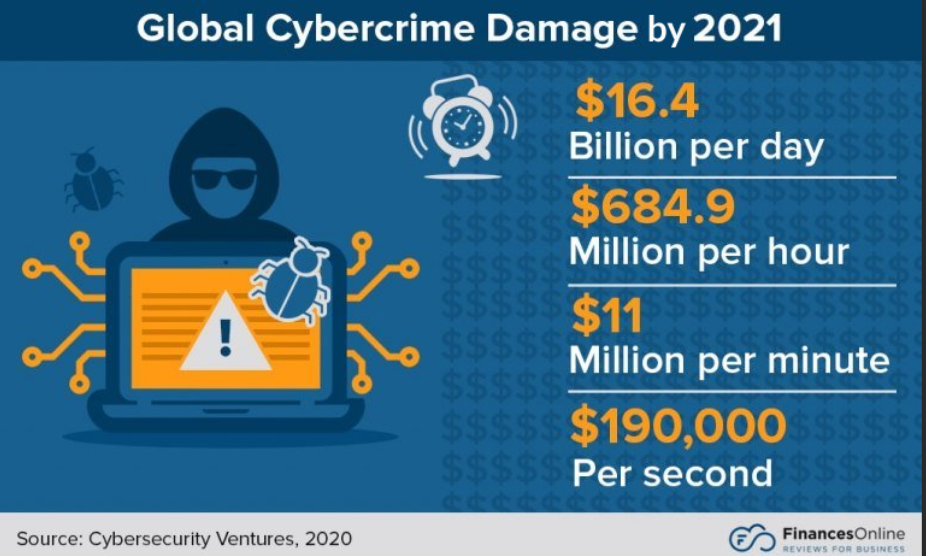 Global Cybercrime Damage by 2021
$16.4
Billion per day
$684.9
Million per hour
$11
Million per minute
$190,000
Per second
!
Source: Cybersecurity Ventures, 2020
FinancesOnline
REVIEWS FOR BUSINESS